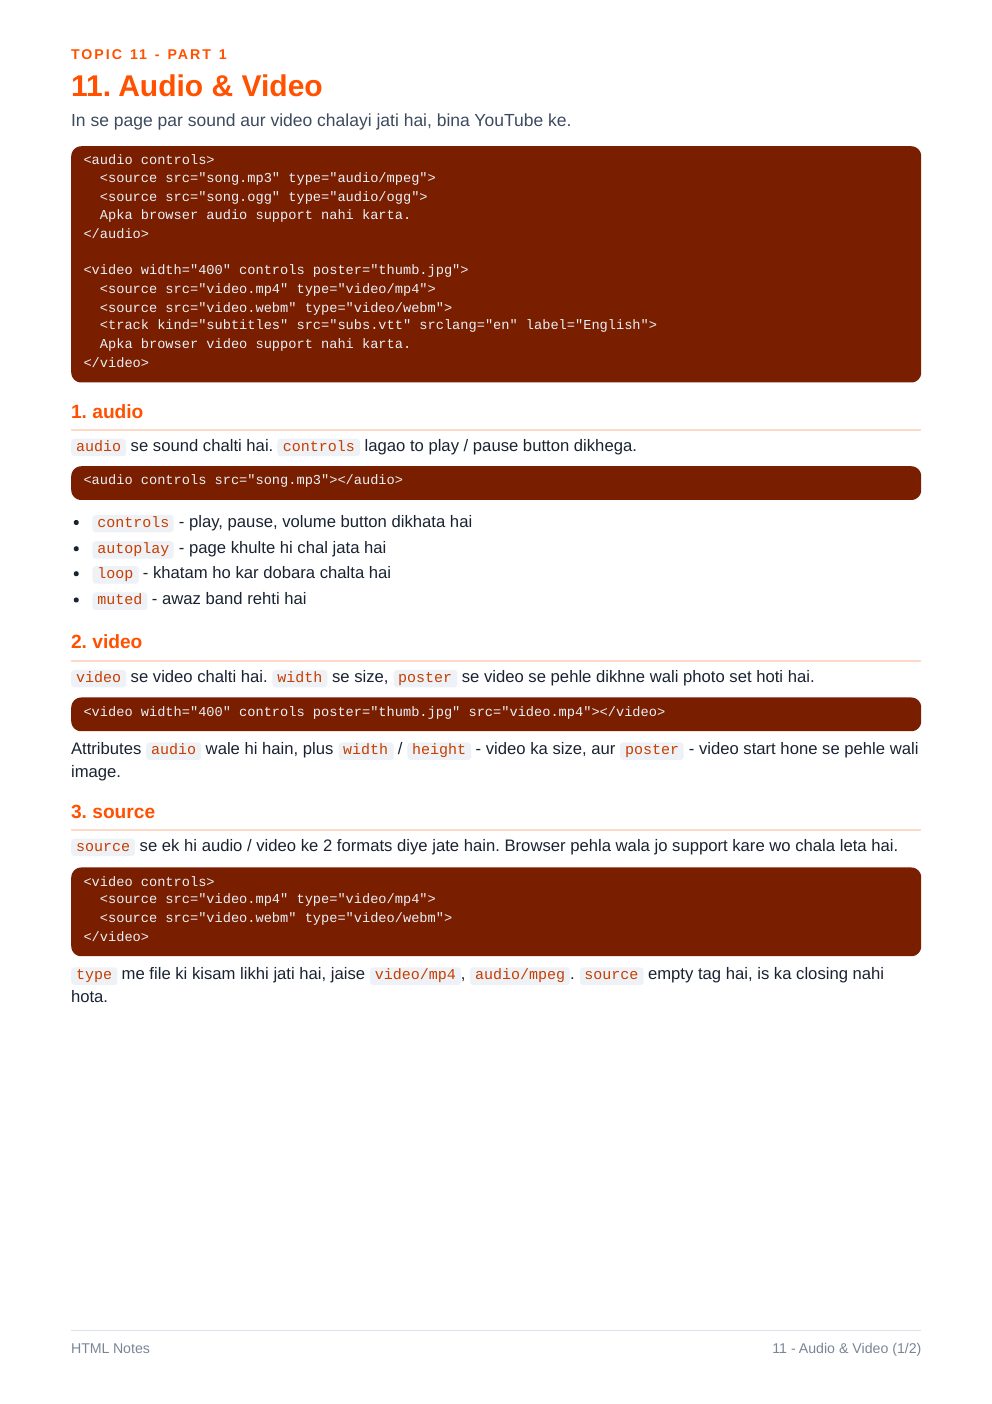 TOPIC 11 - PART 1
11. Audio & Video
In se page par sound aur video chalayi jati hai, bina YouTube ke.
<audio controls>
  <source src="song.mp3" type="audio/mpeg">
  <source src="song.ogg" type="audio/ogg">
  Apka browser audio support nahi karta.
</audio>

<video width="400" controls poster="thumb.jpg">
  <source src="video.mp4" type="video/mp4">
  <source src="video.webm" type="video/webm">
  <track kind="subtitles" src="subs.vtt" srclang="en" label="English">
  Apka browser video support nahi karta.
</video>
1. audio
audio se sound chalti hai. controls lagao to play / pause button dikhega.
<audio controls src="song.mp3"></audio>
• controls - play, pause, volume button dikhata hai
• autoplay - page khulte hi chal jata hai
• loop - khatam ho kar dobara chalta hai
• muted - awaz band rehti hai
2. video
video se video chalti hai. width se size, poster se video se pehle dikhne wali photo set hoti hai.
<video width="400" controls poster="thumb.jpg" src="video.mp4"></video>
Attributes audio wale hi hain, plus width / height - video ka size, aur poster - video start hone se pehle wali
image.
3. source
source se ek hi audio / video ke 2 formats diye jate hain. Browser pehla wala jo support kare wo chala leta hai.
<video controls>
  <source src="video.mp4" type="video/mp4">
  <source src="video.webm" type="video/webm">
</video>
type me file ki kisam likhi jati hai, jaise video/mp4, audio/mpeg. source empty tag hai, is ka closing nahi
hota.
HTML Notes
11 - Audio & Video (1/2)